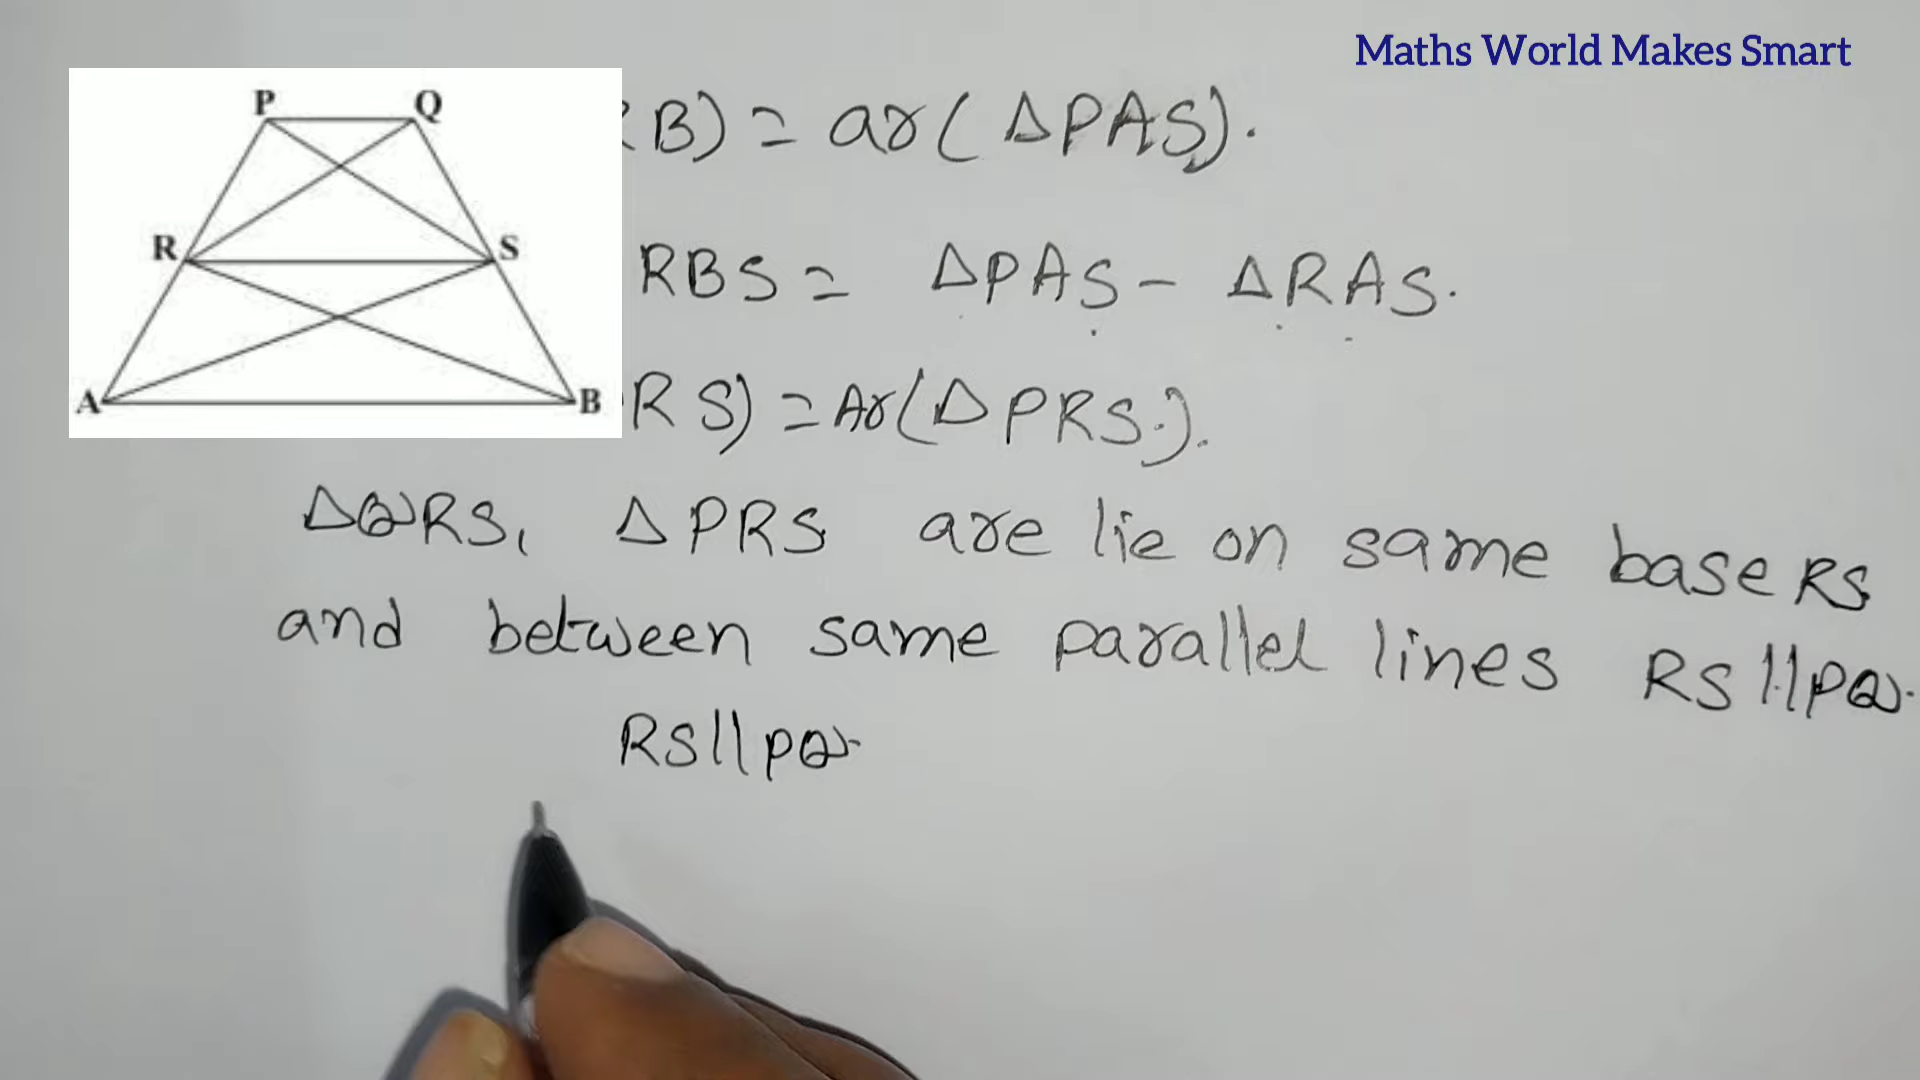 Maths World Makes Smart
P Q
B) = ar( ΔPAS).
R S
RBS = ΔPAS - ΔRAS.
A B
RS) = Ar(ΔPRS.).
ΔQRS, ΔPRS are lie on same base RS
and between same parallel lines RS||PQ.
RS||PQ.